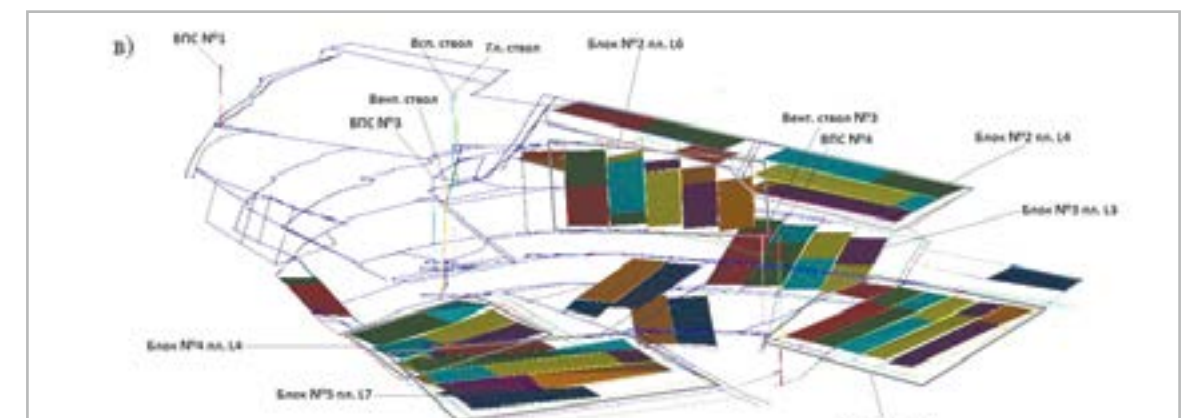 в)
ВПС №1
Всп. ствол
Гл. ствол
Блок №2 пл. L6
Вент. ствол
ВПС №3
Вент. ствол №3
ВПС №4
Блок №2 пл. L4
Блок №3 пл. L3
Блок №4 пл. L4
Блок №5 пл. L7